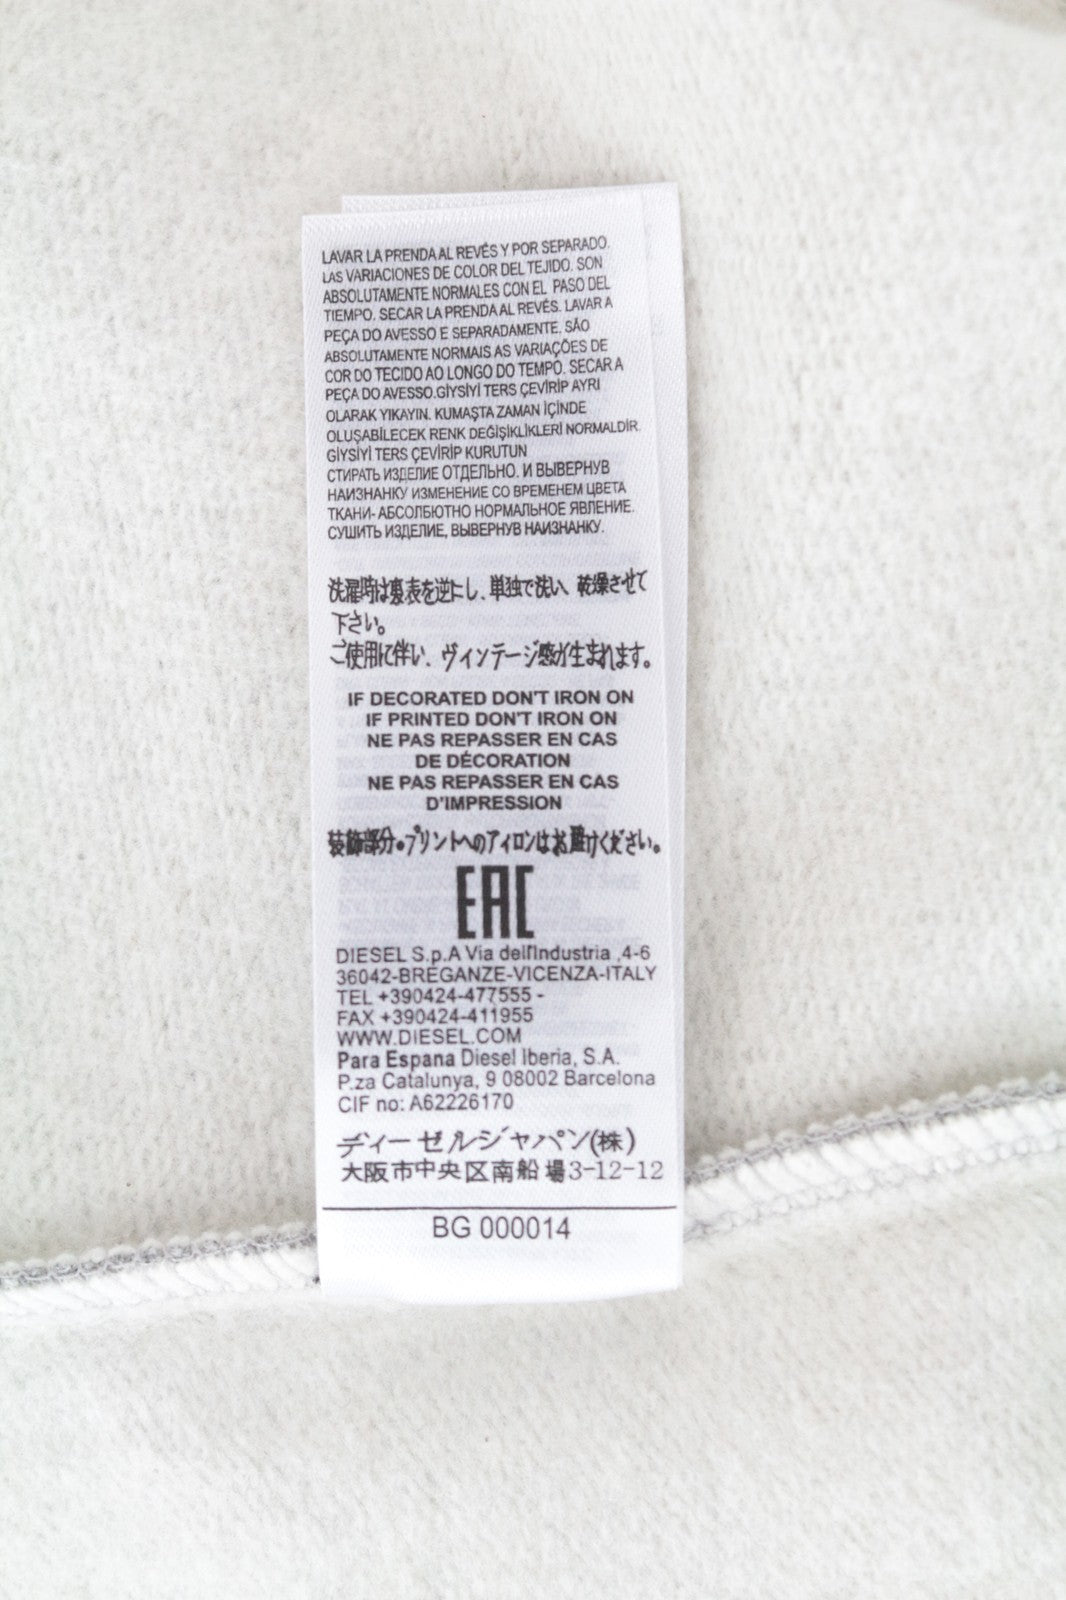 LAVAR LA PRENDA AL REVÉS Y POR SEPARADO.
LAS VARIACIONES DE COLOR DEL TEJIDO. SON
ABSOLUTAMENTE NORMALES CON EL PASO DEL
TIEMPO. SECAR LA PRENDA AL REVÉS. LAVAR A
PEÇA DO AVESSO E SEPARADAMENTE. SÃO
ABSOLUTAMENTE NORMAIS AS VARIAÇÕES DE
COR DO TECIDO AO LONGO DO TEMPO. SECAR A
PEÇA DO AVESSO.GİYSİYİ TERS ÇEVİRİP AYRI
OLARAK YIKAYIN. KUMAŞTA ZAMAN İÇİNDE
OLUŞABİLECEK RENK DEĞİŞİKLİKLERİ NORMALDİR.
GİYSİYİ TERS ÇEVİRİP KURUTUN
СТИРАТЬ ИЗДЕЛИЕ ОТДЕЛЬНО. И ВЫВЕРНУВ
НАИЗНАНКУ ИЗМЕНЕНИЕ СО ВРЕМЕНЕМ ЦВЕТА
ТКАНИ- АБСОЛБЮТНО НОРМАЛЬНОЕ ЯВЛЕНИЕ.
СУШИТЬ ИЗДЕЛИЕ, ВЫВЕРНУВ НАИЗНАНКУ.
洗濯時は裏表を逆にし、単独で洗い、乾燥させて
下さい。
ご使用に伴い、ヴィンテージ感が生まれます。
IF DECORATED DON'T IRON ON
IF PRINTED DON'T IRON ON
NE PAS REPASSER EN CAS
DE DÉCORATION
NE PAS REPASSER EN CAS
D'IMPRESSION
装飾部分・プリントへのアイロンはお避けください。
EAC
DIESEL S.p.A Via dell'Industria ,4-6
36042-BREGANZE-VICENZA-ITALY
TEL +390424-477555 -
FAX +390424-411955
WWW.DIESEL.COM
Para Espana Diesel Iberia, S.A.
P.za Catalunya, 9 08002 Barcelona
CIF no: A62226170
ディーゼルジャパン(株)
大阪市中央区南船場3-12-12
BG 000014